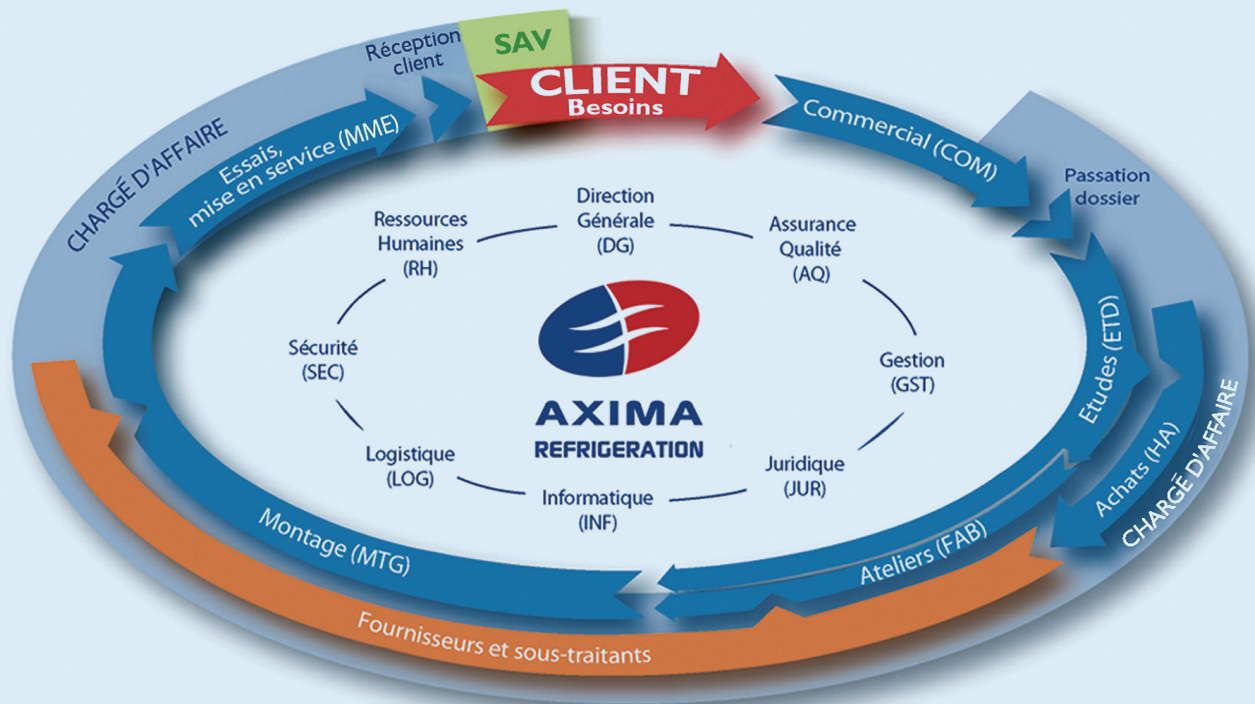 Réception
client
SAV
CLIENT
Besoins
Commercial (COM)
Passation
dossier
Etudes (ETD)
Achats (HA)
CHARGÉ D'AFFAIRE
Ateliers (FAB)
Fournisseurs et sous-traitants
Montage (MTG)
CHARGÉ D'AFFAIRE
Essais,
mise en service (MME)
Direction
Générale
(DG)
Assurance
Qualité
(AQ)
Gestion
(GST)
Juridique
(JUR)
Informatique
(INF)
Logistique
(LOG)
Sécurité
(SEC)
Ressources
Humaines
(RH)
AXIMA
REFRIGERATION